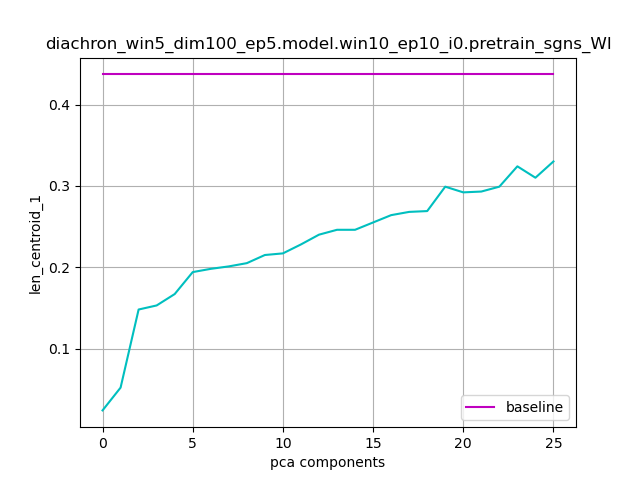 diachron_win5_dim100_ep5.model.win10_ep10_i0.pretrain_sgns_WI
0.4
0.3
0.2
0.1
len_centroid_1
baseline
0 5 10 15 20 25
pca components